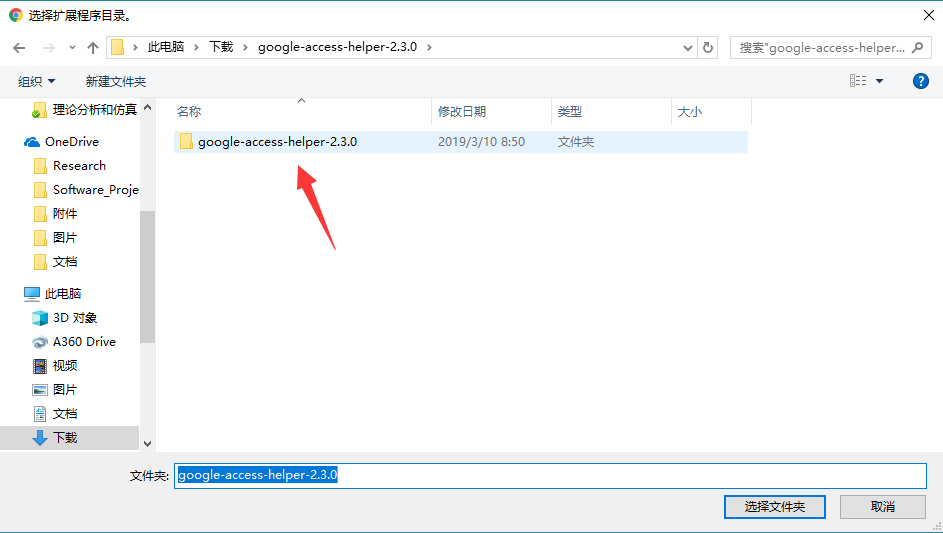 选择扩展程序目录。
此电脑 › 下载 › google-access-helper-2.3.0 ›
搜索"google-access-helper...
组织
新建文件夹
理论分析和仿真
OneDrive
Research
Software_Proje
附件
图片
文档
此电脑
3D 对象
A360 Drive
视频
图片
文档
下载
名称 修改日期 类型 大小
google-access-helper-2.3.0 2019/3/10 8:50 文件夹
文件夹: google-access-helper-2.3.0
选择文件夹 取消